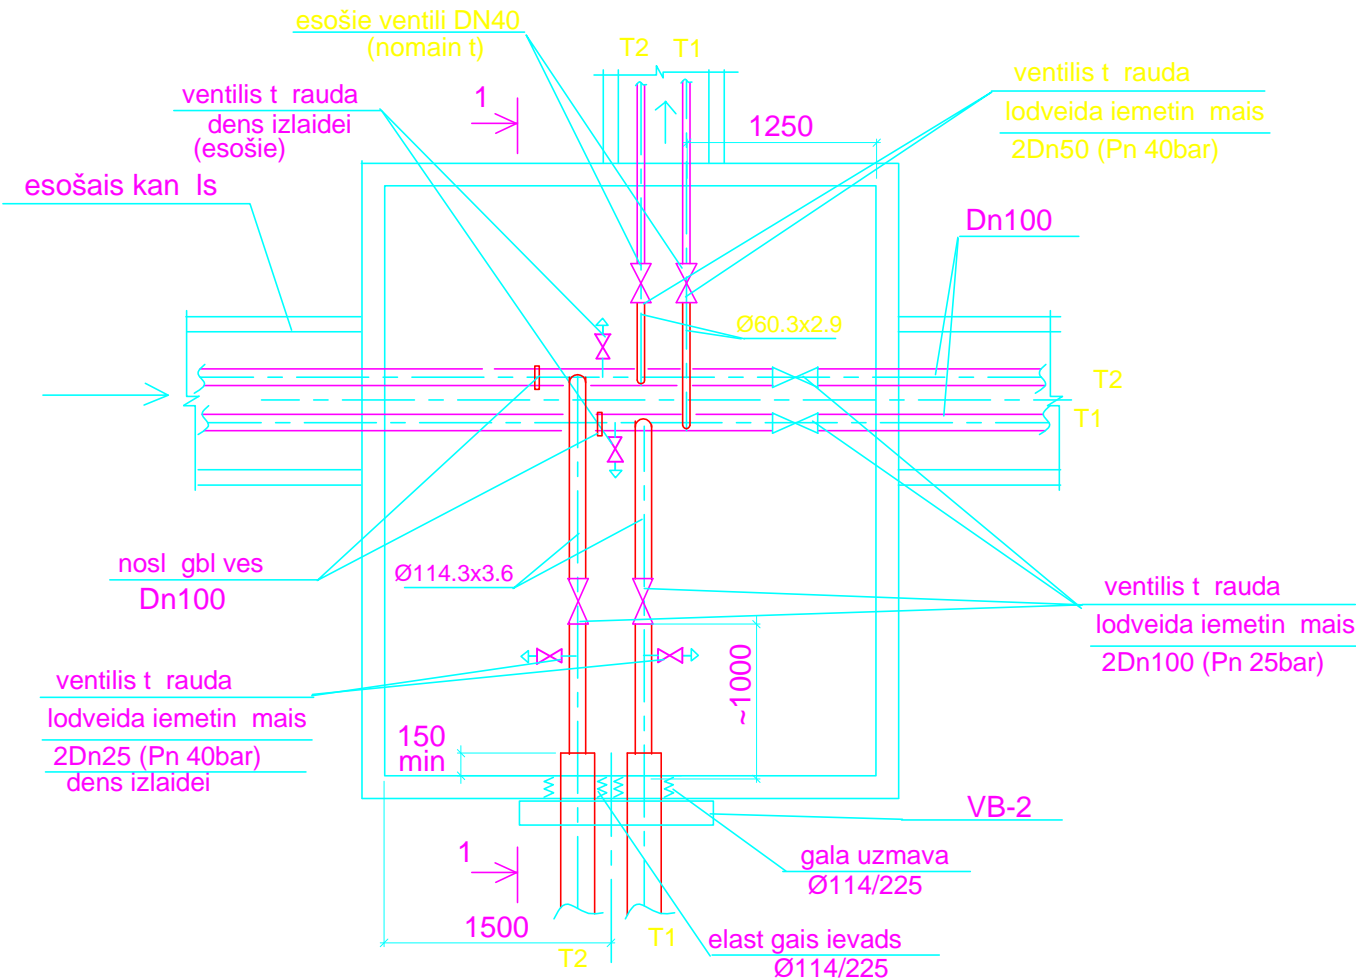 esošie ventili DN40
(nomain t)
T2
T1
ventilis t rauda
lodveida iemetin mais
2Dn50 (Pn 40bar)
ventilis t rauda
dens izlaidei
(esošie)
1
1250
esošais kan ls
Dn100
Ø60.3x2.9
T2
T1
nosl gbl ves
Dn100
Ø114.3x3.6
ventilis t rauda
lodveida iemetin mais
2Dn100 (Pn 25bar)
~1000
ventilis t rauda
lodveida iemetin mais
2Dn25 (Pn 40bar)
dens izlaidei
150
min
VB-2
1
gala uzmava
Ø114/225
1500
T2
T1
elast gais ievads
Ø114/225